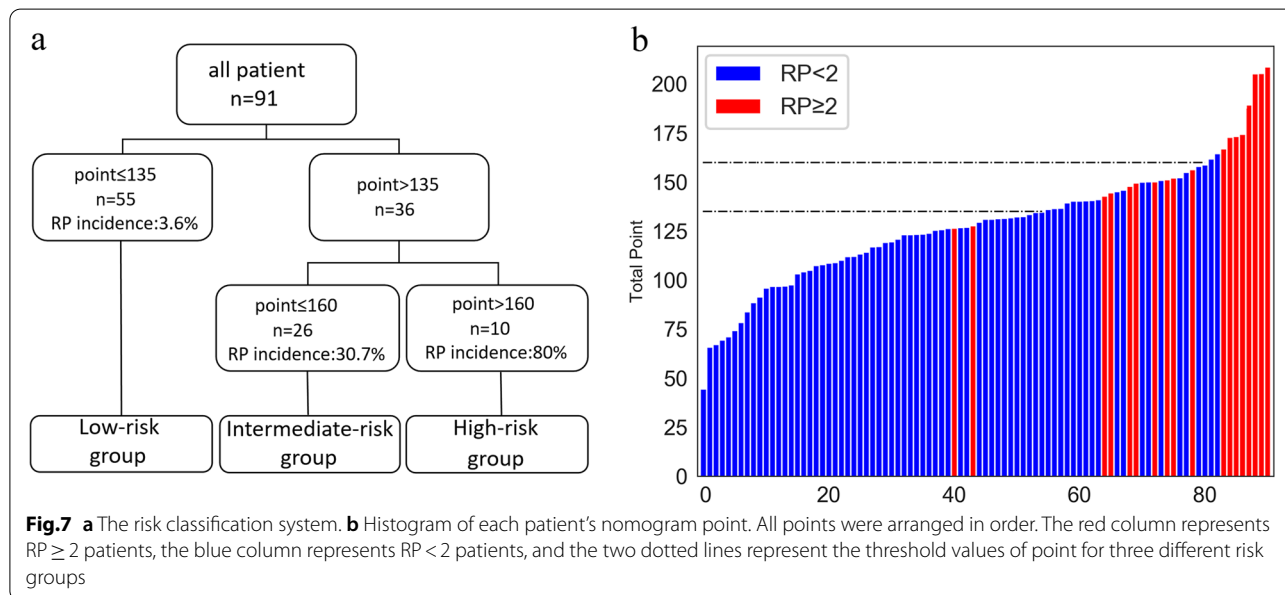 a
all patient
n=91
point≤135
n=55
RP incidence:3.6%
point>135
n=36
point≤160
n=26
RP incidence:30.7%
point>160
n=10
RP incidence:80%
Low-risk
group
Intermediate-risk
group
High-risk
group
b
RP<2
RP≥2
Total Point
200
175
150
125
100
75
50
25
0
0
20
40
60
80
Fig.7 a The risk classification system. b Histogram of each patient's nomogram point. All points were arranged in order. The red column represents
RP ≥ 2 patients, the blue column represents RP < 2 patients, and the two dotted lines represent the threshold values of point for three different risk
groups